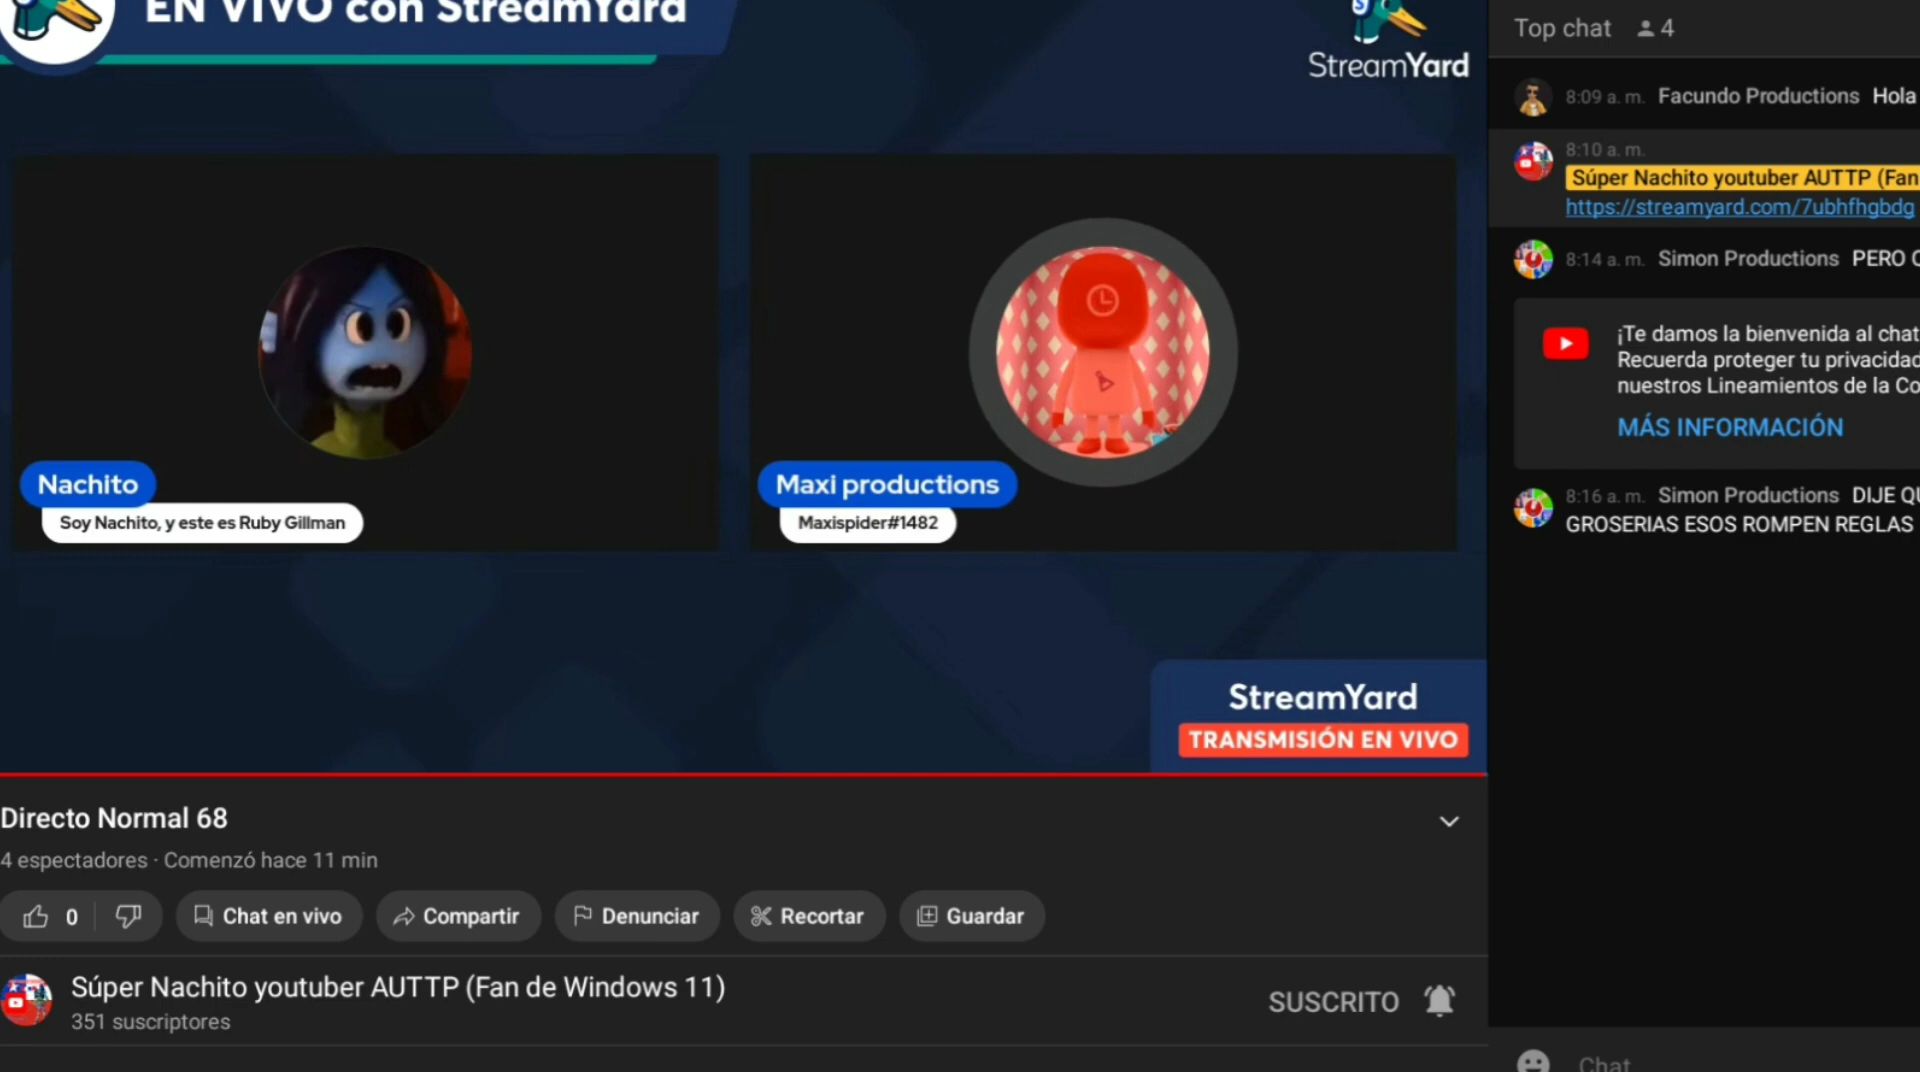 EN VIVO con StreamYard
StreamYard
Nachito
Soy Nachito, y este es Ruby Gillman
Maxi productions
Maxispider#1482
StreamYard
TRANSMISIÓN EN VIVO
Directo Normal 68
4 espectadores · Comenzó hace 11 min
0
Chat en vivo
Compartir
Denunciar
Recortar
Guardar
Súper Nachito youtuber AUTTP (Fan de Windows 11)
351 suscriptores
SUSCRITO
Top chat 4
8:09 a. m. Facundo Productions Hola
8:10 a. m.
Súper Nachito youtuber AUTTP (Fan
https://streamyard.com/7ubhfhgbdg
8:14 a. m. Simon Productions PERO
¡Te damos la bienvenida al chat
Recuerda proteger tu privacidad
nuestros Lineamientos de la Co
MÁS INFORMACIÓN
8:16 a. m. Simon Productions DIJE QU
GROSERIAS ESOS ROMPEN REGLAS
Chat